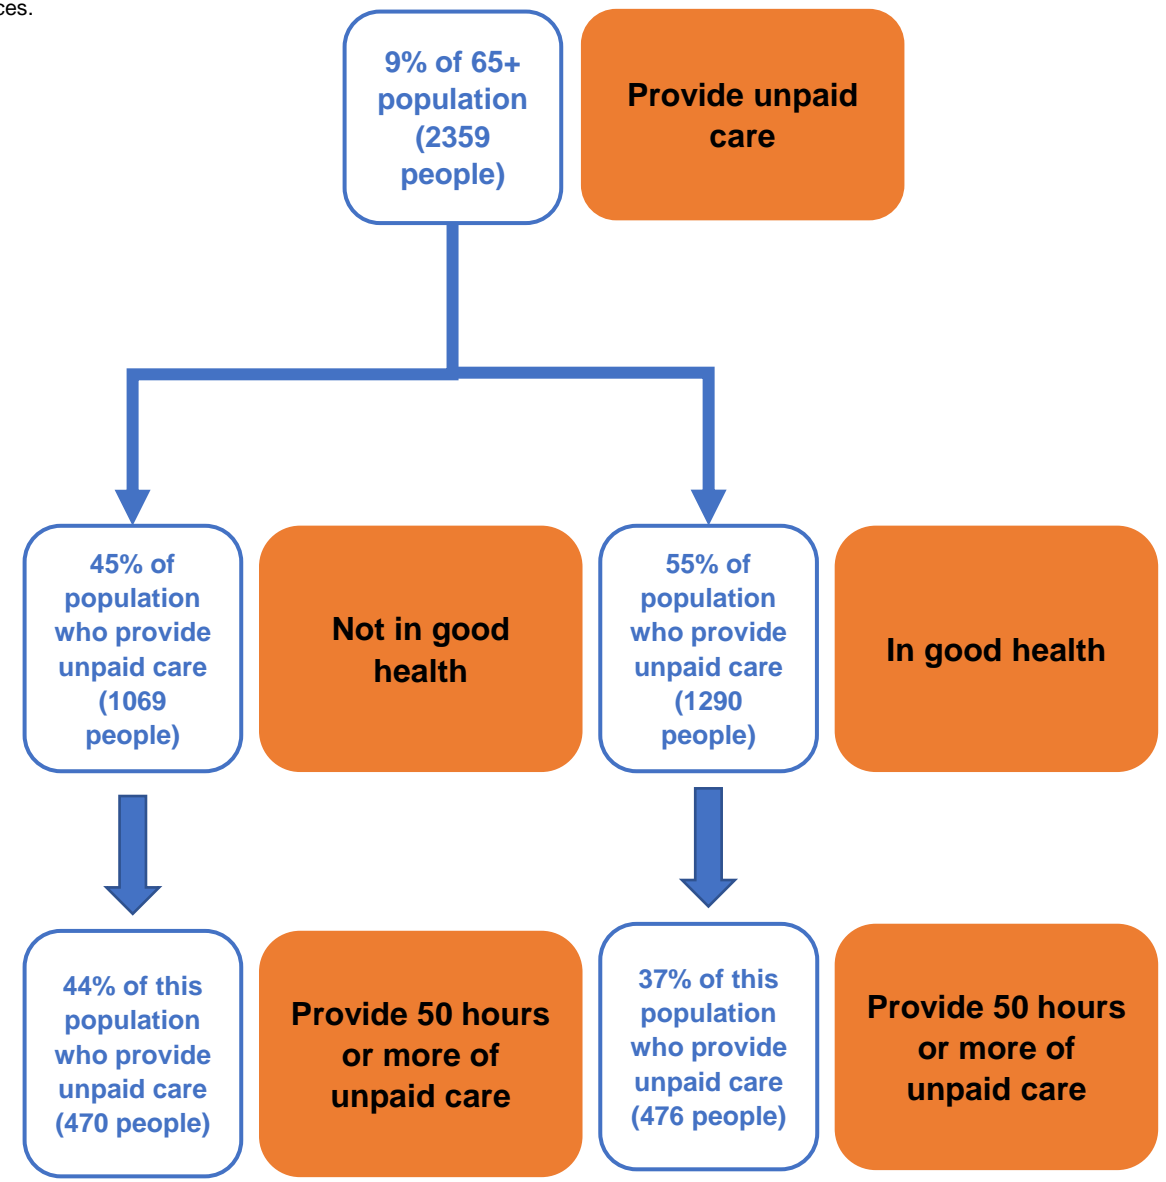 ces.
9% of 65+
population
(2359
people)
Provide unpaid
care
45% of
population
who provide
unpaid care
(1069
people)
Not in good
health
55% of
population
who provide
unpaid care
(1290
people)
In good health
44% of this
population
who provide
unpaid care
(470 people)
Provide 50 hours
or more of
unpaid care
37% of this
population
who provide
unpaid care
(476 people)
Provide 50 hours
or more of
unpaid care